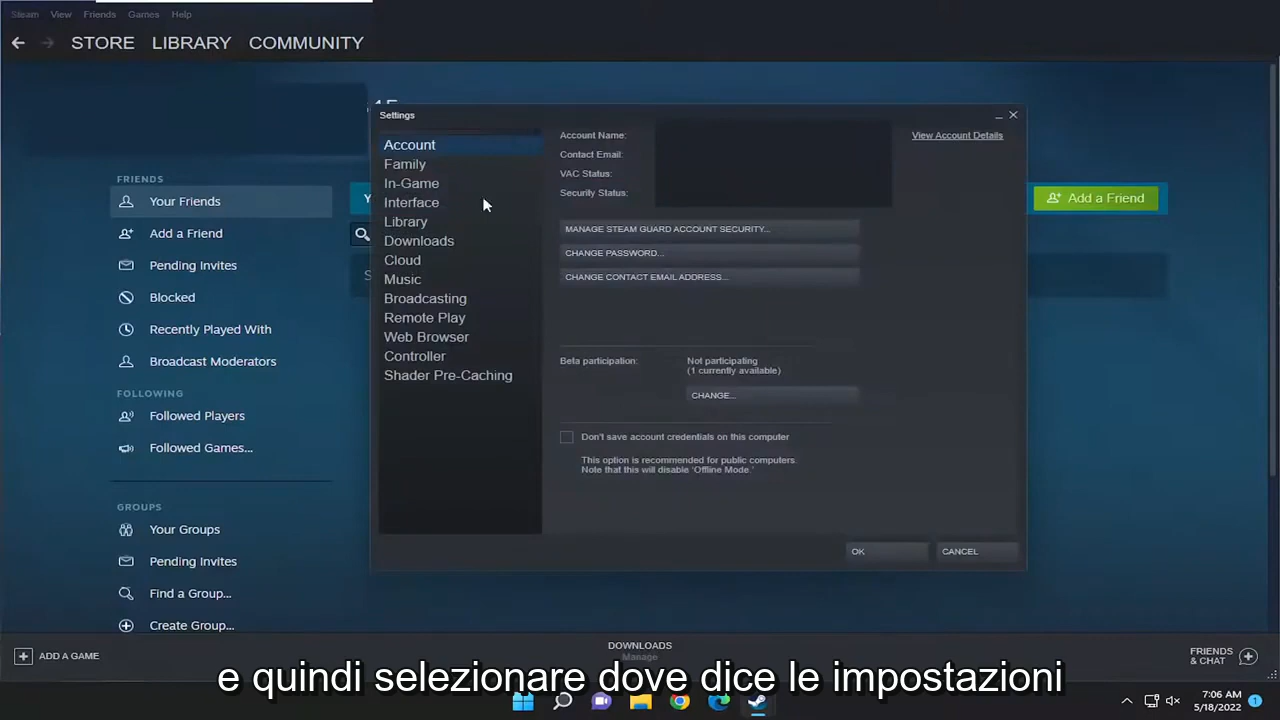 Steam View Friends Games Help
STORE LIBRARY COMMUNITY
Settings
Account
Family
In-Game
Interface
Library
Downloads
Cloud
Music
Broadcasting
Remote Play
Web Browser
Controller
Shader Pre-Caching
Account Name:
Contact Email:
VAC Status:
Security Status:
View Account Details
MANAGE STEAM GUARD ACCOUNT SECURITY...
CHANGE PASSWORD...
CHANGE CONTACT EMAIL ADDRESS...
Beta participation:
Not participating
(1 currently available)
CHANGE...
Don't save account credentials on this computer
This option is recommended for public computers.
Note that this will disable 'Offline Mode.'
OK CANCEL
FRIENDS
Your Friends
Add a Friend
Pending Invites
Blocked
Recently Played With
Broadcast Moderators
FOLLOWING
Followed Players
Followed Games...
GROUPS
Your Groups
Pending Invites
Find a Group...
Create Group...
Add a Friend
ADD A GAME
DOWNLOADS
Manage
FRIENDS
& CHAT
e quindi selezionare dove dice le impostazioni
7:06 AM
5/18/2022
1